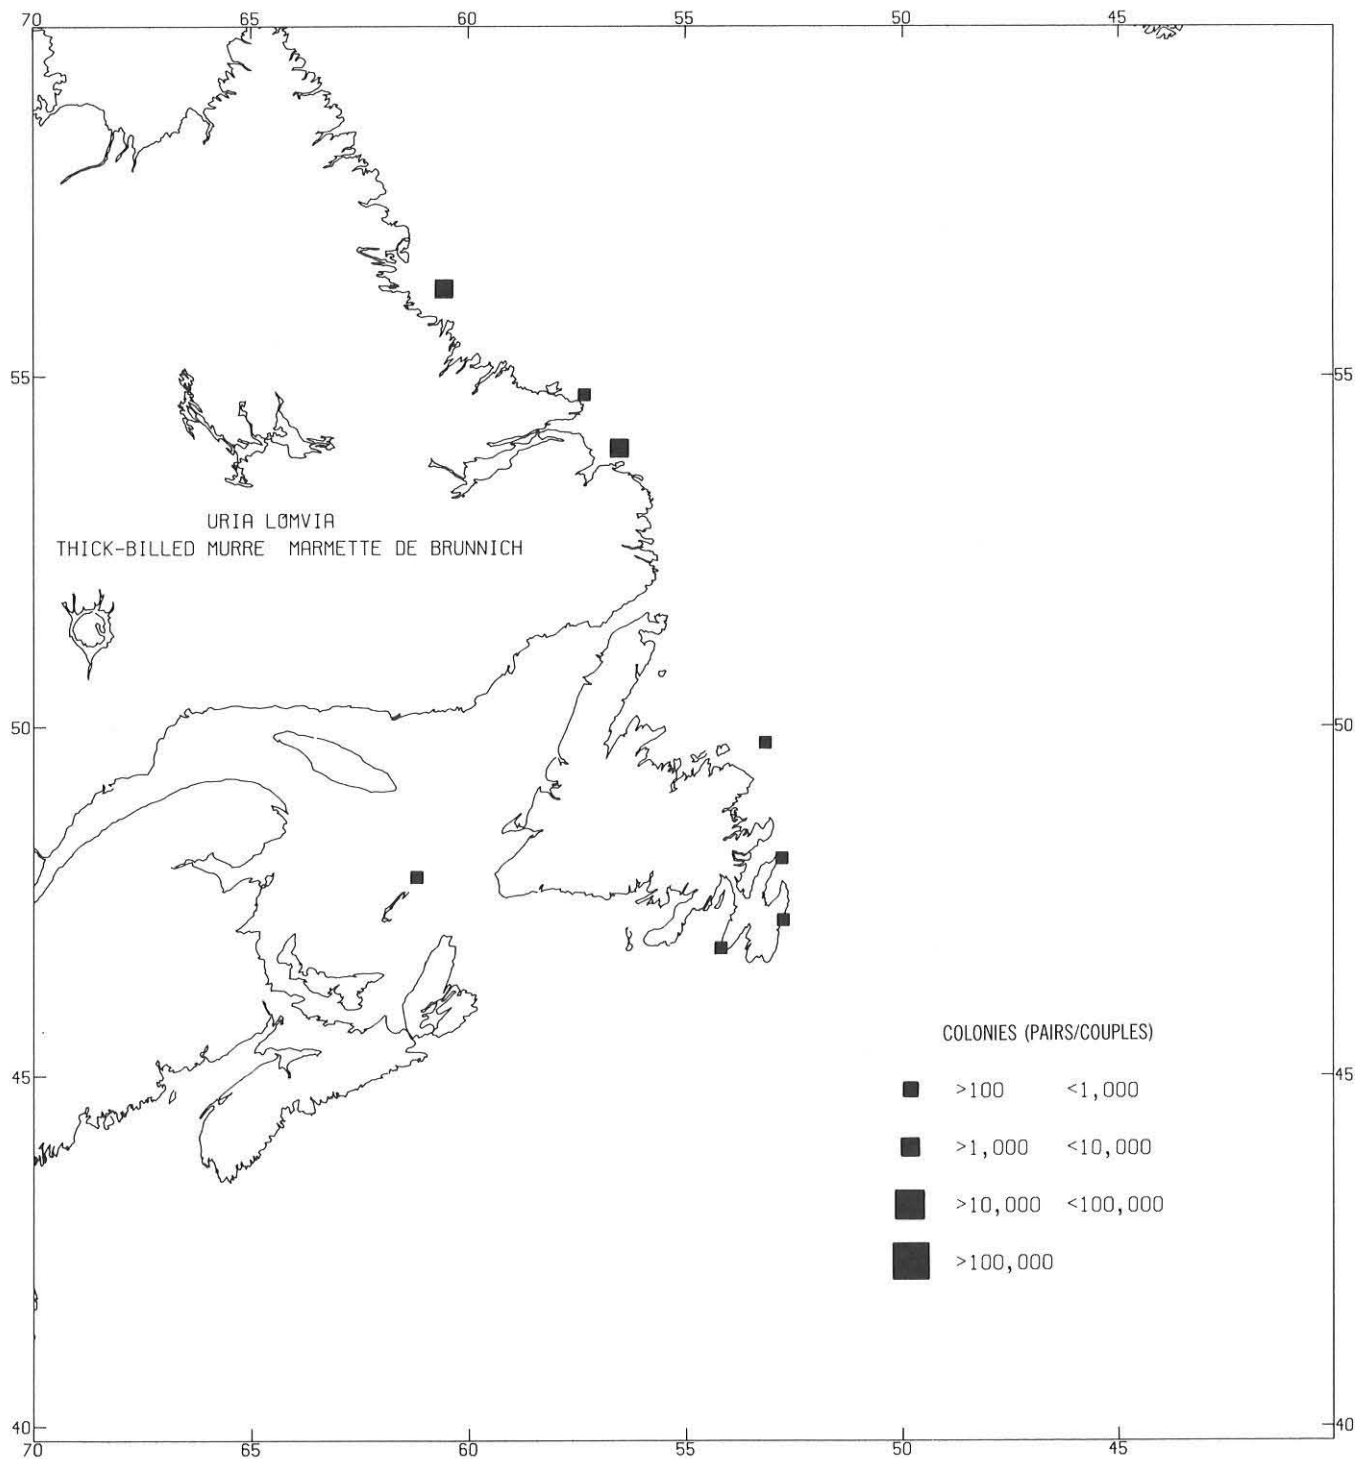 70 65 60 55 50 45
55 55
URIA LØMVIA
THICK-BILLED MURRE MARMETTE DE BRUNNICH
50 50
COLONIES (PAIRS/COUPLES)
45 45
>100 <1,000
>1,000 <10,000
>10,000 <100,000
>100,000
40 40
70 65 60 55 50 45